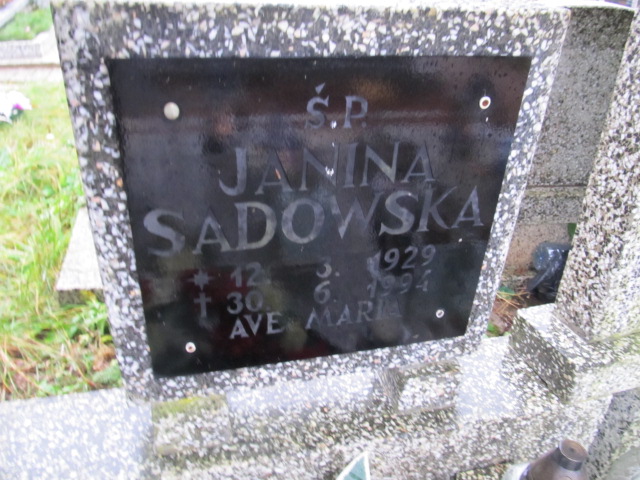 Ś.P.
JANINA
SADOWSKA
* 12. 3. 1929
† 30. 6. 1994
AVE MARIA